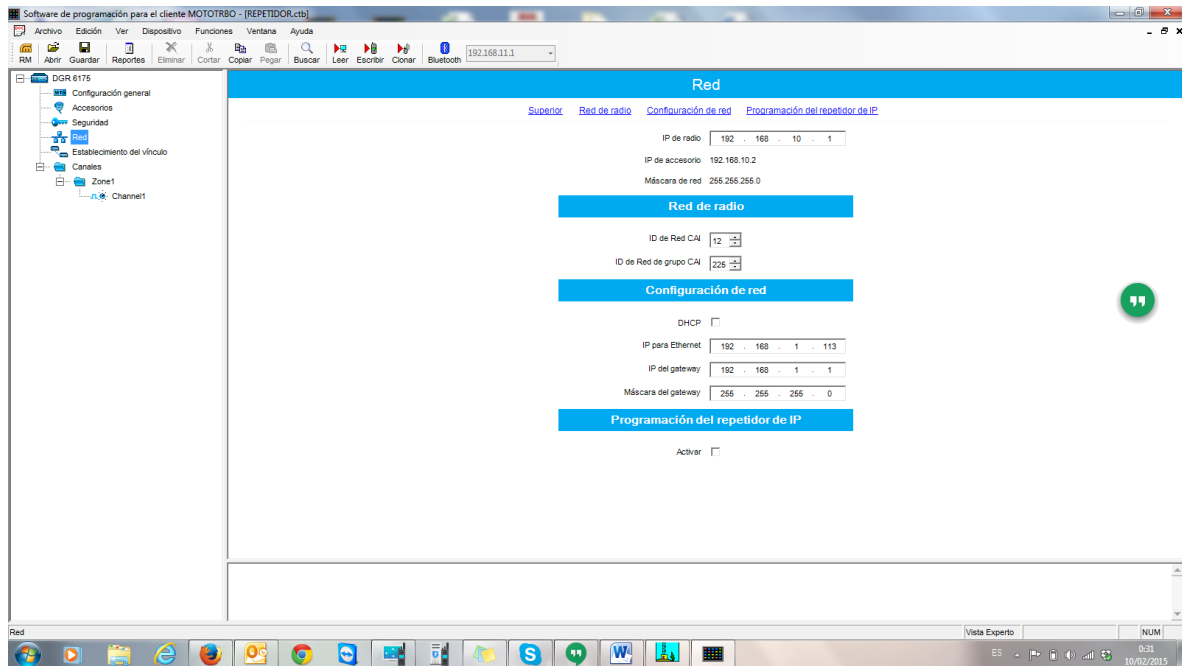 Software de programación para el cliente MOTOTRBO - [REPETIDOR.ctb]
Archivo Edición Ver Dispositivo Funciones Ventana Ayuda
RM Abrir Guardar Reportes Eliminar Cortar Copiar Pegar Buscar Leer Escribir Clonar Bluetooth 192.168.11.1
DGR 6175
Configuración general
Accesorios
Seguridad
Red
Establecimiento del vínculo
Canales
Zone1
Channel1
Red
Superior Red de radio Configuración de red Programación del repetidor de IP
IP de radio 192 . 168 . 10 . 1
IP de accesorio 192.168.10.2
Máscara de red 255.255.255.0
Red de radio
ID de Red CAI 12
ID de Red de grupo CAI 225
Configuración de red
DHCP
IP para Ethernet 192 . 168 . 1 . 113
IP del gateway 192 . 168 . 1 . 1
Máscara del gateway 255 . 255 . 255 . 0
Programación del repetidor de IP
Activar
Red Vista Experto NUM
ES 0:31
10/02/2015